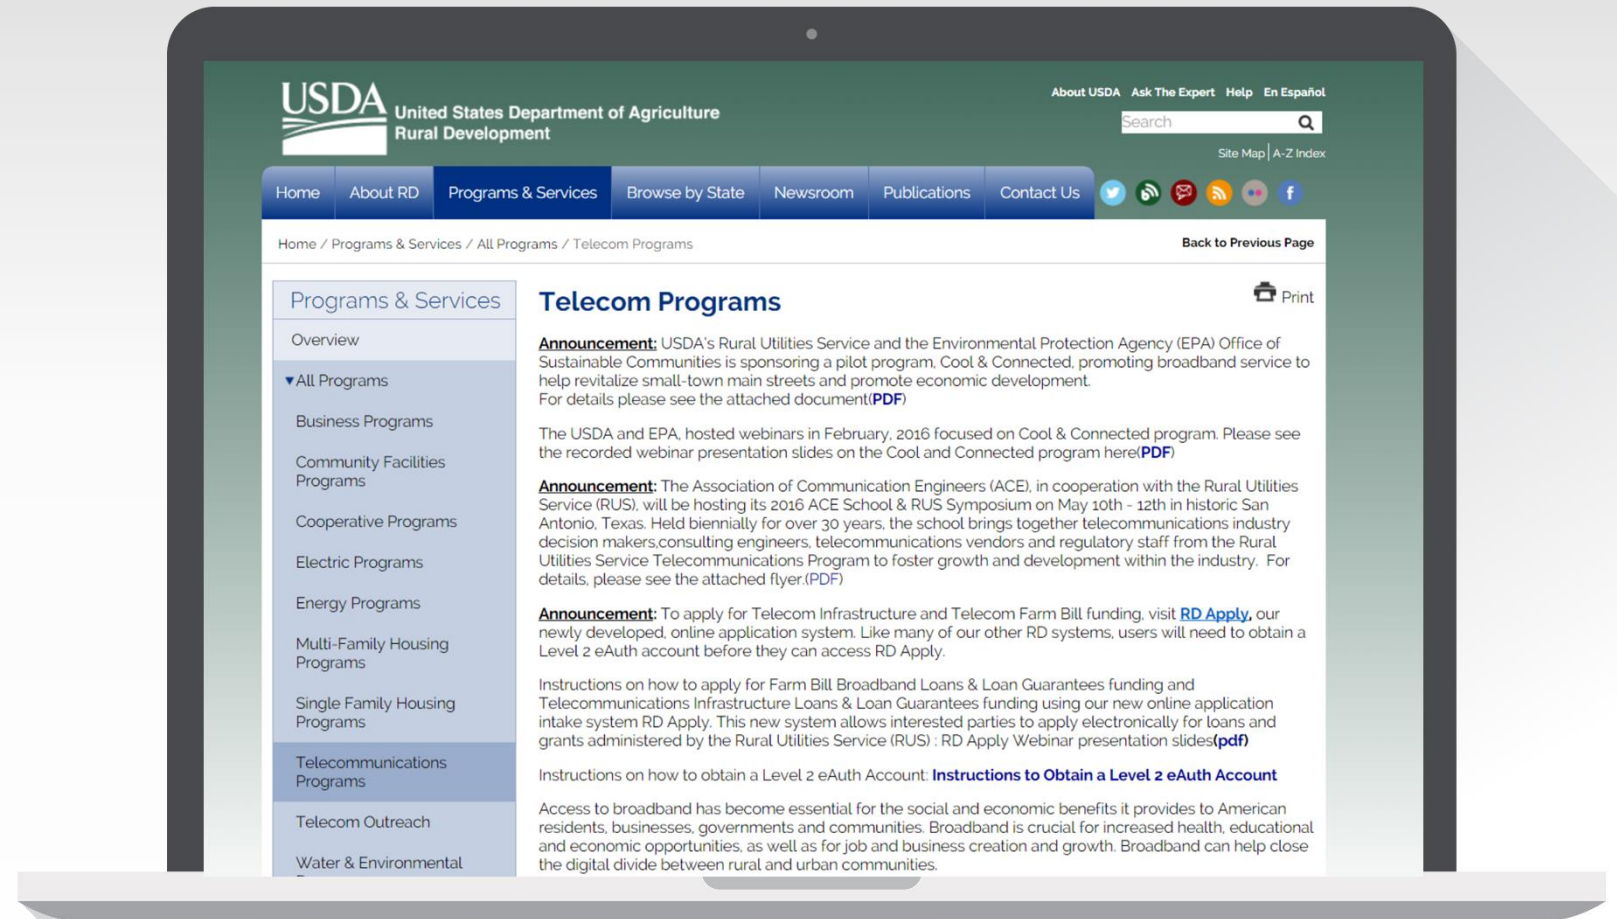 USDA
United States Department of Agriculture
Rural Development
About USDA Ask The Expert Help En Español
Search
Site Map | A-Z Index
Home About RD Programs & Services Browse by State Newsroom Publications Contact Us
Home / Programs & Services / All Programs / Telecom Programs
Back to Previous Page
Programs & Services
Overview
All Programs
Business Programs
Community Facilities
Programs
Cooperative Programs
Electric Programs
Energy Programs
Multi-Family Housing
Programs
Single Family Housing
Programs
Telecommunications
Programs
Telecom Outreach
Water & Environmental
Telecom Programs
Print
Announcement: USDA's Rural Utilities Service and the Environmental Protection Agency (EPA) Office of
Sustainable Communities is sponsoring a pilot program, Cool & Connected, promoting broadband service to
help revitalize small-town main streets and promote economic development.
For details please see the attached document(PDF)
The USDA and EPA, hosted webinars in February, 2016 focused on Cool & Connected program. Please see
the recorded webinar presentation slides on the Cool and Connected program here(PDF)
Announcement: The Association of Communication Engineers (ACE), in cooperation with the Rural Utilities
Service (RUS), will be hosting its 2016 ACE School & RUS Symposium on May 10th - 12th in historic San
Antonio, Texas. Held biennially for over 30 years, the school brings together telecommunications industry
decision makers,consulting engineers, telecommunications vendors and regulatory staff from the Rural
Utilities Service Telecommunications Program to foster growth and development within the industry. For
details, please see the attached flyer.(PDF)
Announcement: To apply for Telecom Infrastructure and Telecom Farm Bill funding, visit RD Apply, our
newly developed, online application system. Like many of our other RD systems, users will need to obtain a
Level 2 eAuth account before they can access RD Apply.
Instructions on how to apply for Farm Bill Broadband Loans & Loan Guarantees funding and
Telecommunications Infrastructure Loans & Loan Guarantees funding using our new online application
intake system RD Apply. This new system allows interested parties to apply electronically for loans and
grants administered by the Rural Utilities Service (RUS) : RD Apply Webinar presentation slides(pdf)
Instructions on how to obtain a Level 2 eAuth Account: Instructions to Obtain a Level 2 eAuth Account
Access to broadband has become essential for the social and economic benefits it provides to American
residents, businesses, governments and communities. Broadband is crucial for increased health, educational
and economic opportunities, as well as for job and business creation and growth. Broadband can help close
the digital divide between rural and urban communities.